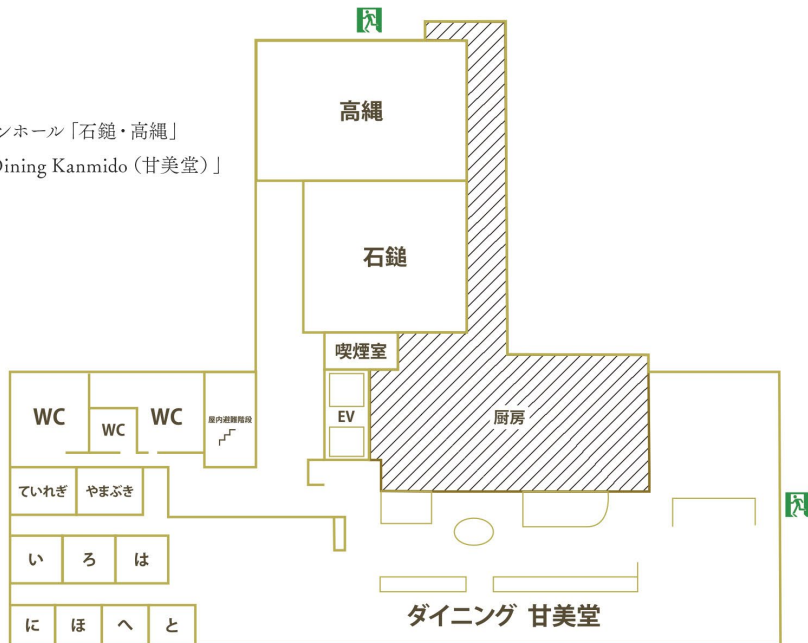 ンホール「石鎚・高縄」
Dining Kanmido（甘美堂）」
高縄
石鎚
喫煙室
EV
厨房
WC
WC
WC
屋内避難階段
ていれぎ
やまぶき
い
ろ
は
に
ほ
へ
と
ダイニング 甘美堂